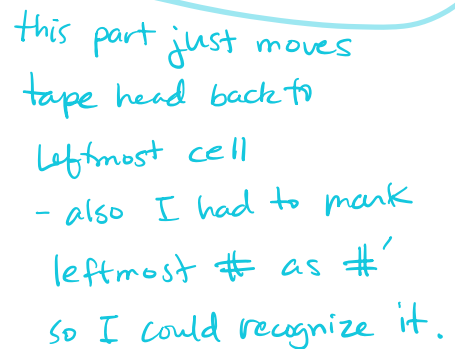 this part just moves
tape head back to
leftmost cell
- also I had to mark
leftmost # as #'
so I could recognize it.